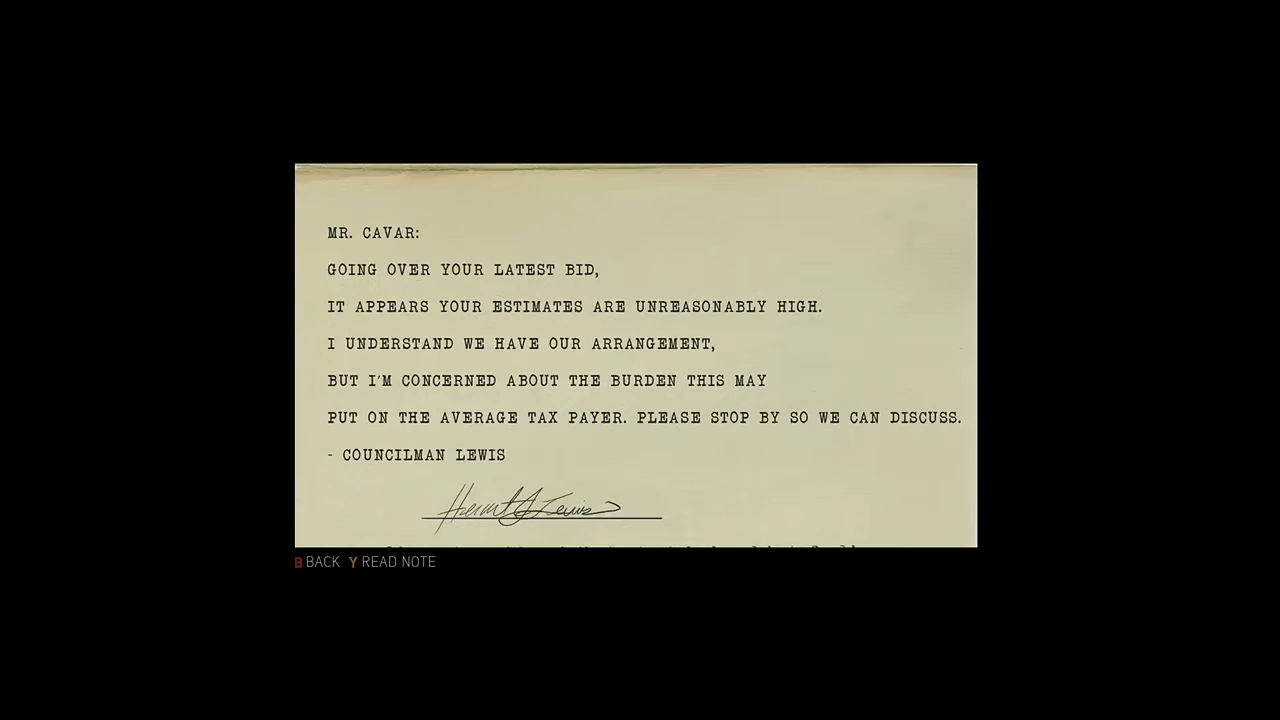 MR. CAVAR:
GOING OVER YOUR LATEST BID,
IT APPEARS YOUR ESTIMATES ARE UNREASONABLY HIGH.
I UNDERSTAND WE HAVE OUR ARRANGEMENT,
BUT I'M CONCERNED ABOUT THE BURDEN THIS MAY
PUT ON THE AVERAGE TAX PAYER. PLEASE STOP BY SO WE CAN DISCUSS.
- COUNCILMAN LEWIS
Lewis
B BACK Y READ NOTE